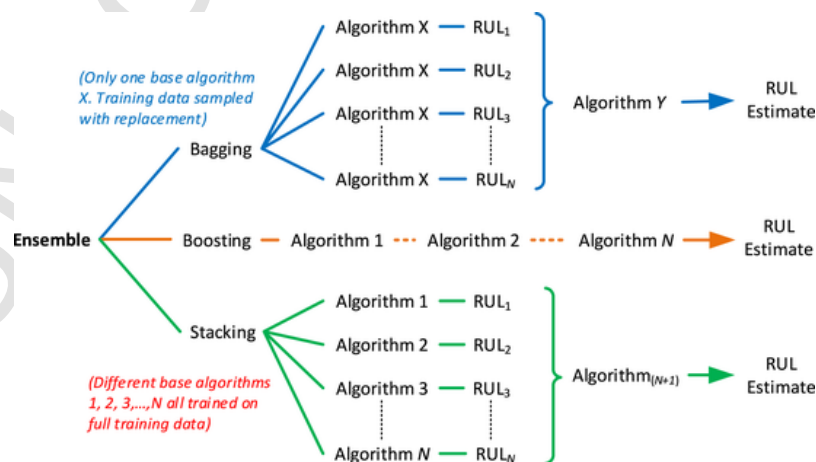 Algorithm X RUL₁
(Only one base algorithm
X. Training data sampled
with replacement)
Algorithm X RUL₂
Algorithm X RUL₃
Algorithm X RUL_N
Bagging
Algorithm Y
RUL
Estimate
Ensemble
Boosting Algorithm 1 Algorithm 2 Algorithm N
RUL
Estimate
Stacking
Algorithm 1 RUL₁
Algorithm 2 RUL₂
Algorithm 3 RUL₃
Algorithm N RUL_N
(Different base algorithms
1, 2, 3,...,N all trained on
full training data)
Algorithm₍N+1₎
RUL
Estimate